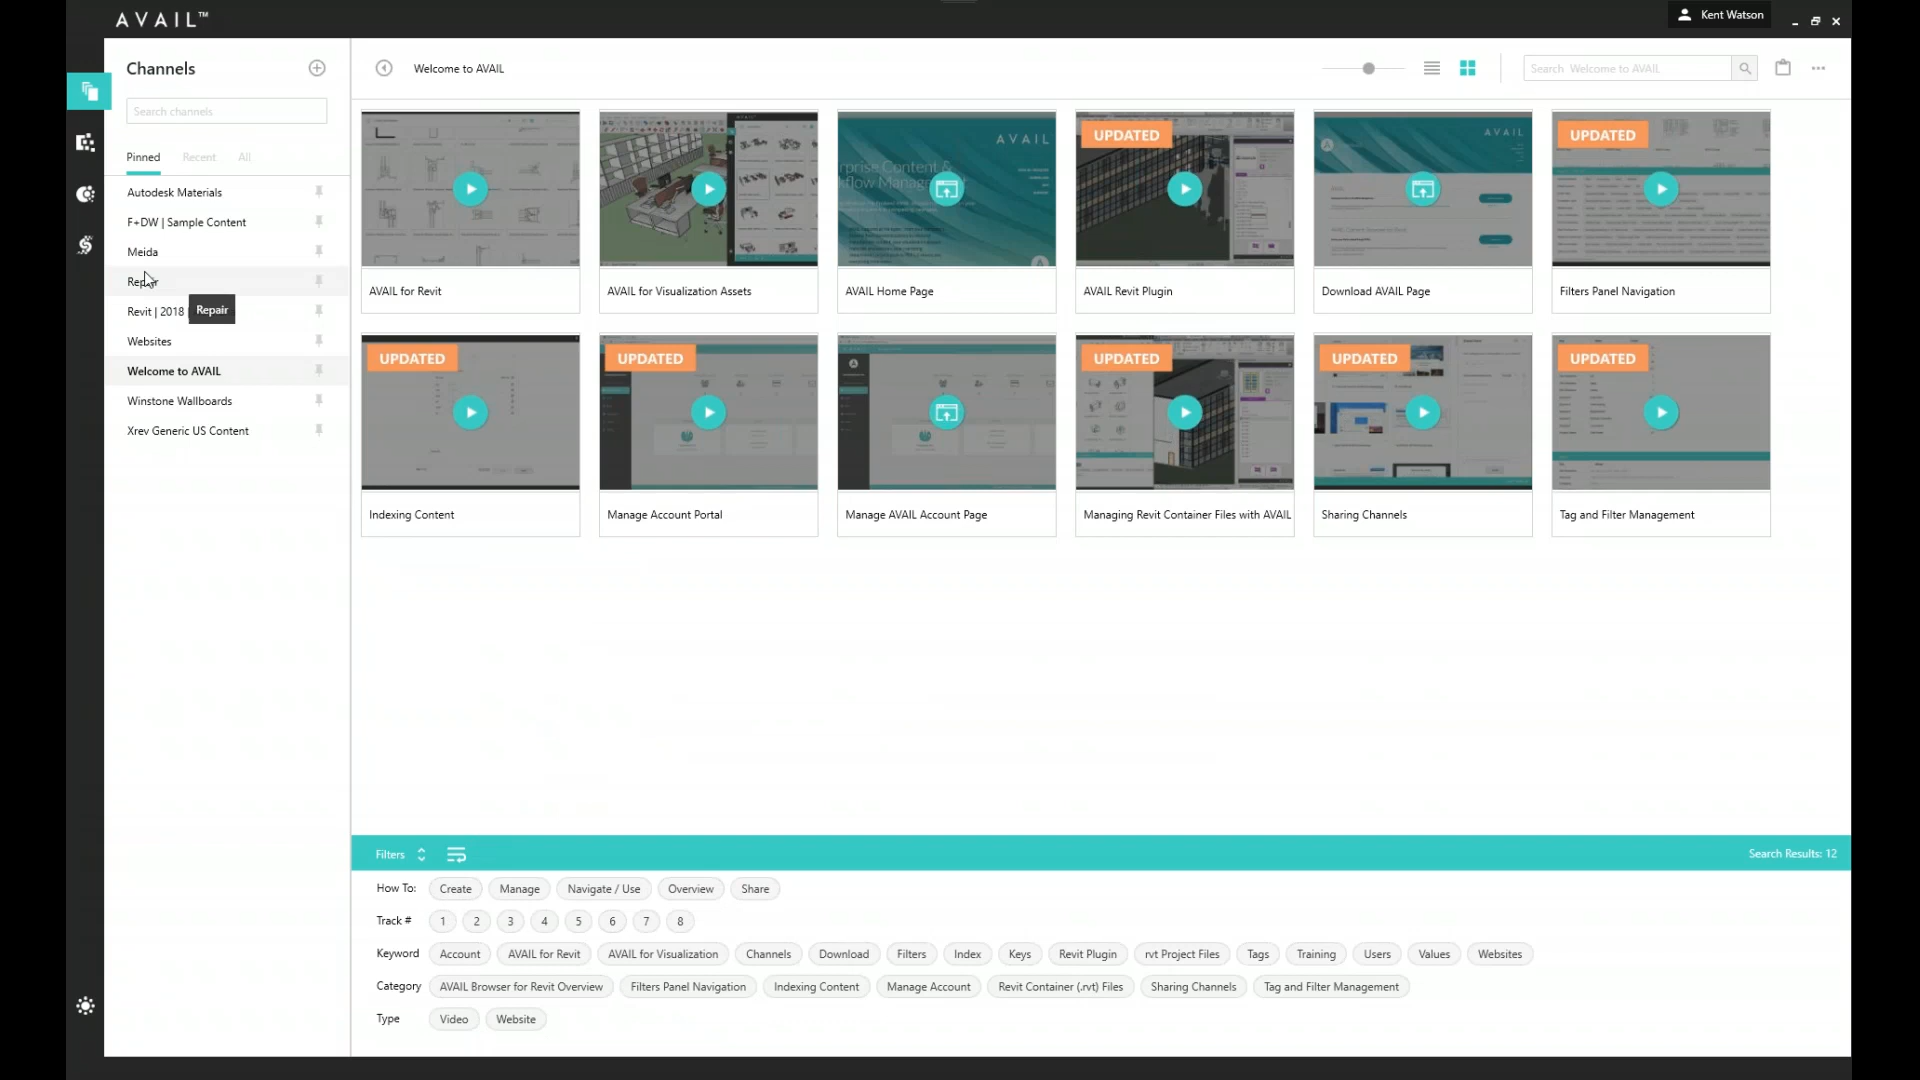 AVAIL™
Kent Watson
Channels
Search channels
Pinned Recent All
Autodesk Materials
F+DW | Sample Content
Meida
Repair
Revit | 2018
Repair
Websites
Welcome to AVAIL
Winstone Wallboards
Xrev Generic US Content
Welcome to AVAIL
Search Welcome to AVAIL
AVAIL
UPDATED
AVAIL
UPDATED
AVAIL for Revit
AVAIL for Visualization Assets
AVAIL Home Page
AVAIL Revit Plugin
Download AVAIL Page
Filters Panel Navigation
UPDATED
UPDATED
UPDATED
UPDATED
UPDATED
Indexing Content
Manage Account Portal
Manage AVAIL Account Page
Managing Revit Container Files with AVAIL
Sharing Channels
Tag and Filter Management
Filters
Search Results: 12
How To: Create Manage Navigate / Use Overview Share
Track # 1 2 3 4 5 6 7 8
Keyword Account AVAIL for Revit AVAIL for Visualization Channels Download Filters Index Keys Revit Plugin rvt Project Files Tags Training Users Values Websites
Category AVAIL Browser for Revit Overview Filters Panel Navigation Indexing Content Manage Account Revit Container (.rvt) Files Sharing Channels Tag and Filter Management
Type Video Website